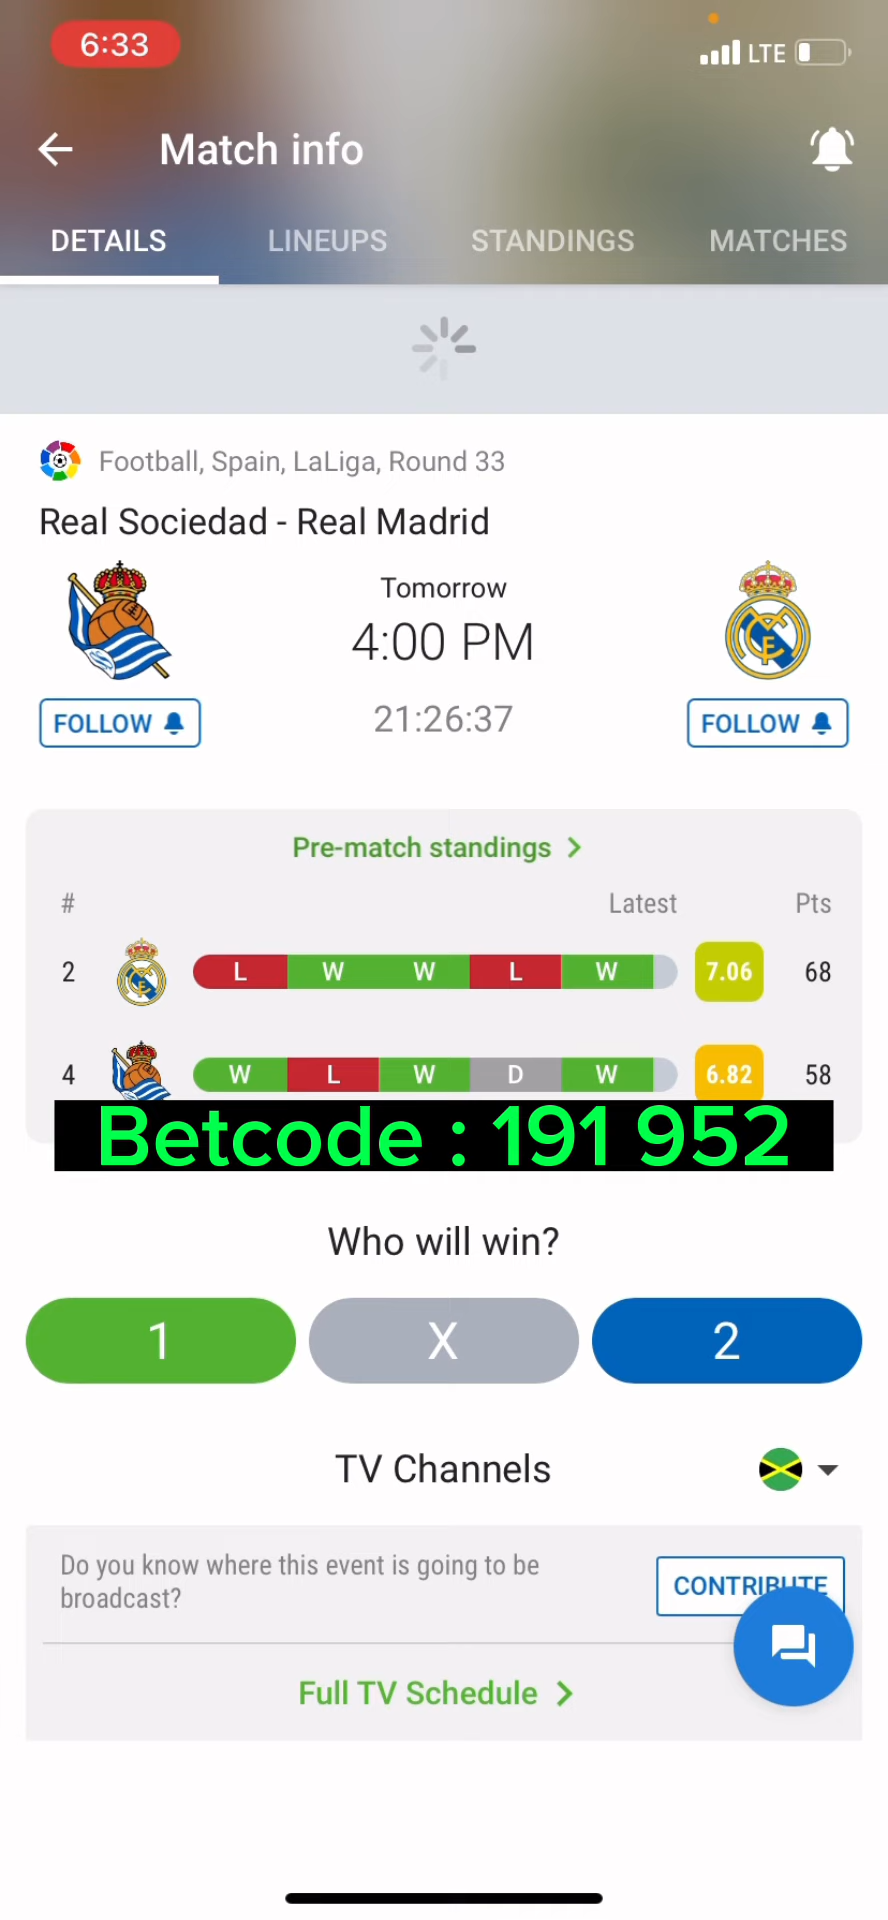 6:33
LTE
Match info
DETAILS LINEUPS STANDINGS MATCHES
Football, Spain, LaLiga, Round 33
Real Sociedad - Real Madrid
Tomorrow
4:00 PM
21:26:37
FOLLOW FOLLOW
Pre-match standings
# Latest Pts
2 L W W L W 7.06 68
4 W L W D W 6.82 58
Betcode : 191 952
Who will win?
1 X 2
TV Channels
Do you know where this event is going to be
broadcast?
CONTRIBUTE
Full TV Schedule